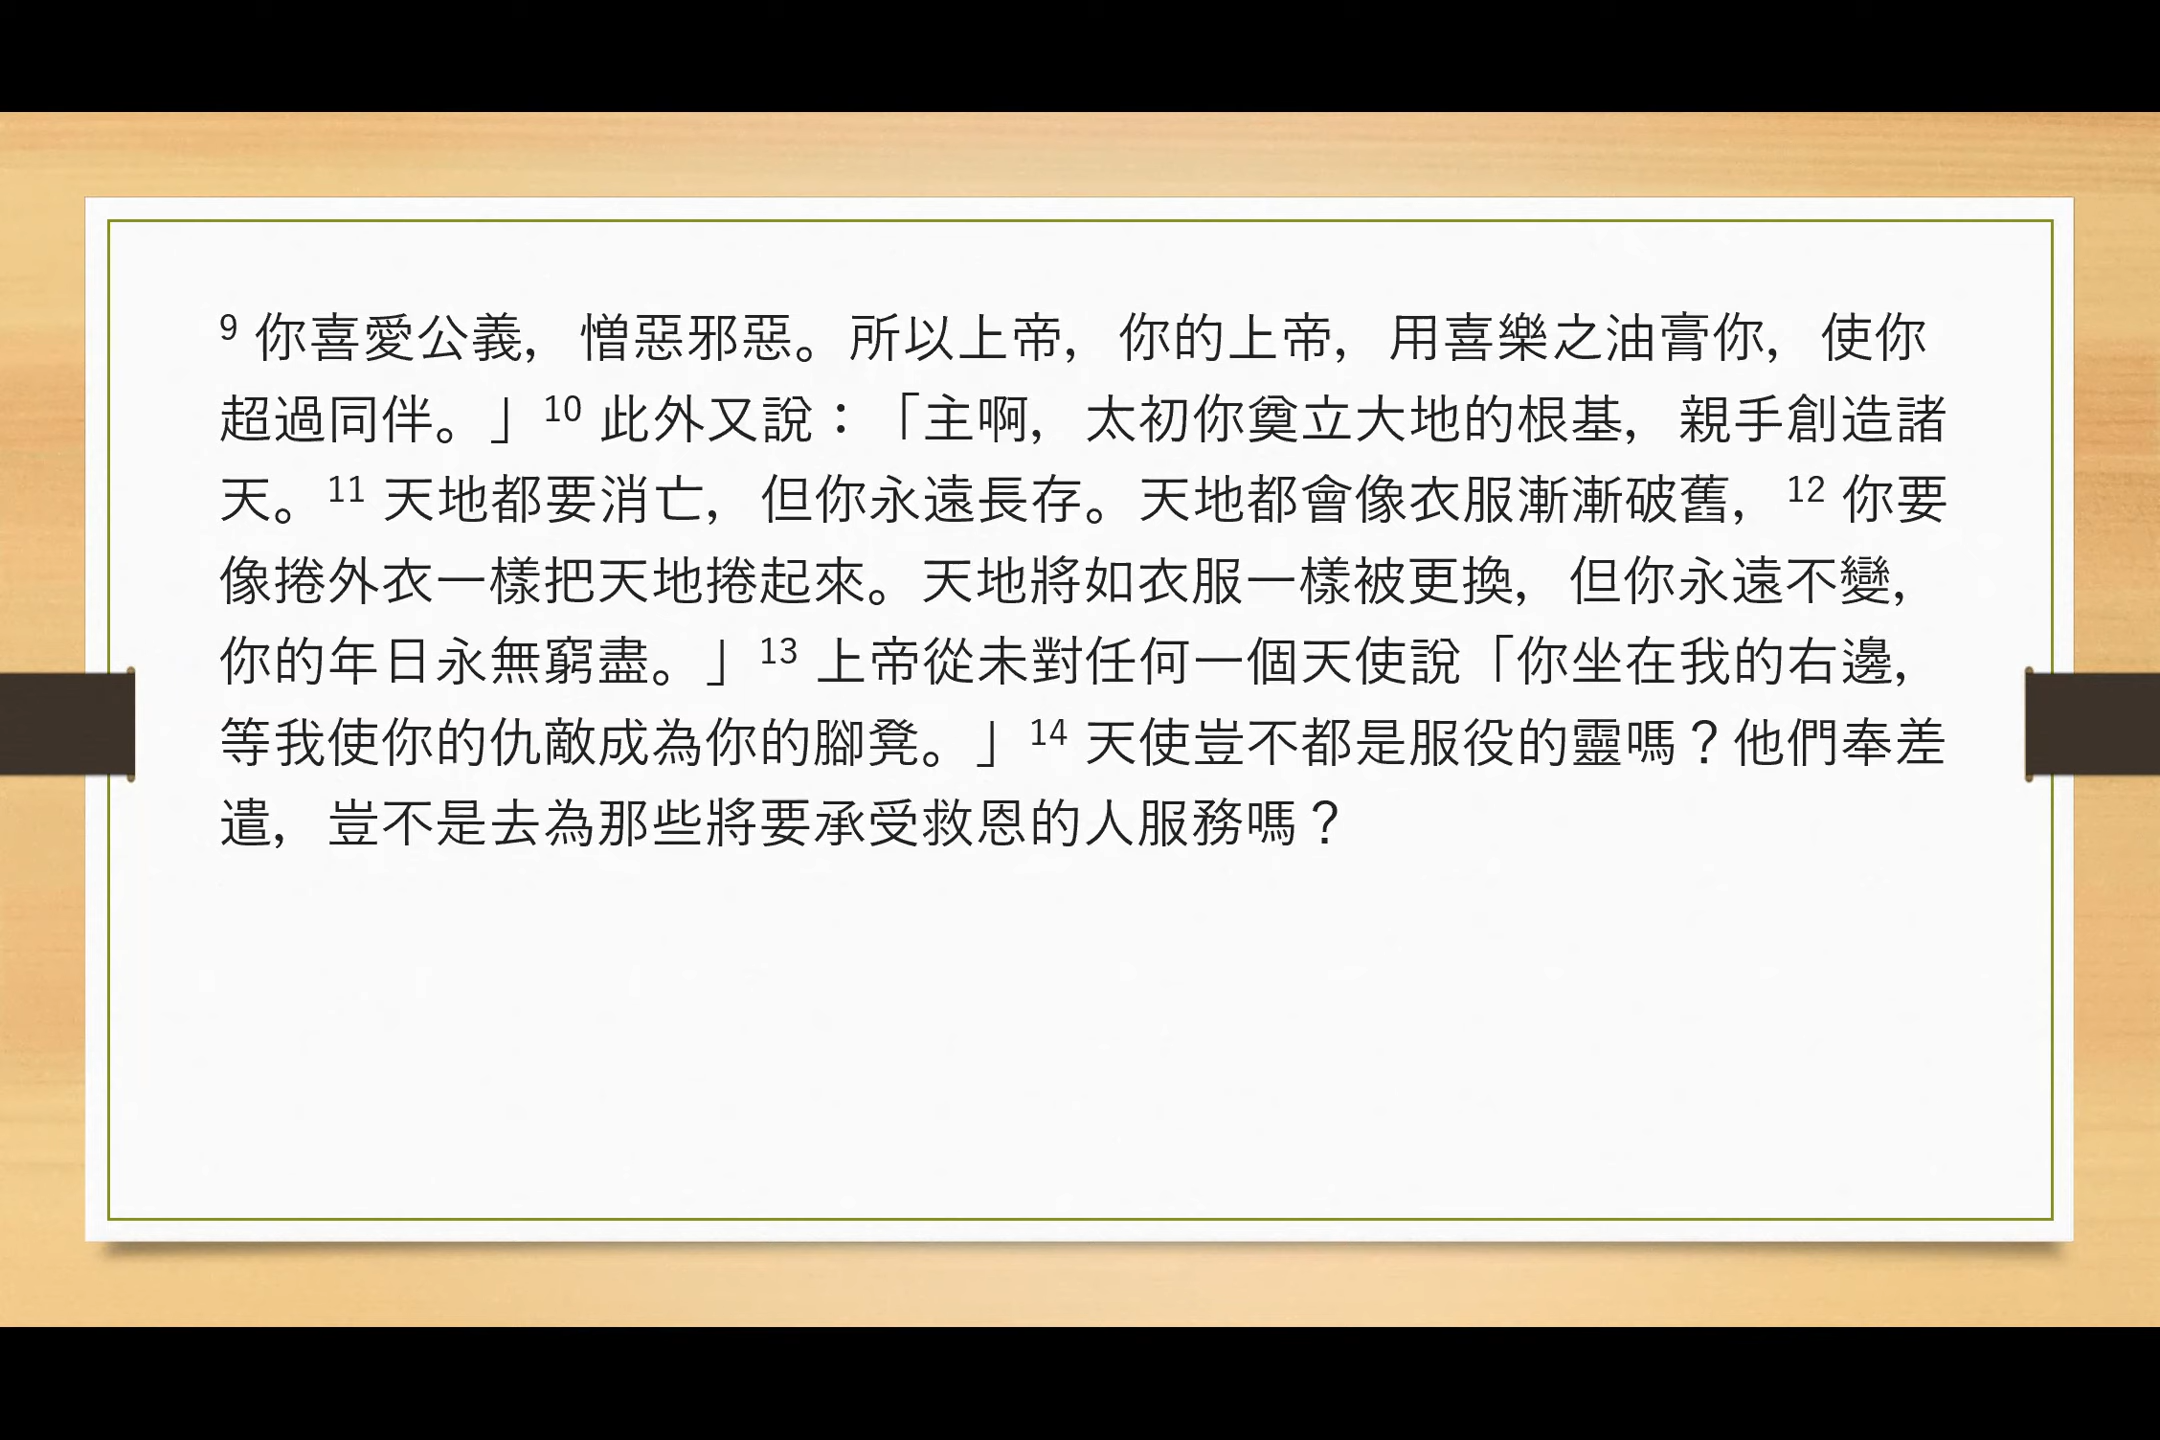 9 你喜愛公義，憎惡邪惡。所以上帝，你的上帝，用喜樂之油膏你，使你
超過同伴。」10 此外又說：「主啊，太初你奠立大地的根基，親手創造諸
天。11 天地都要消亡，但你永遠長存。天地都會像衣服漸漸破舊，12 你要
像捲外衣一樣把天地捲起來。天地將如衣服一樣被更換，但你永遠不變，
你的年日永無窮盡。」13 上帝從未對任何一個天使說「你坐在我的右邊，
等我使你的仇敵成為你的腳凳。」14 天使豈不都是服役的靈嗎？他們奉差
遣，豈不是去為那些將要承受救恩的人服務嗎？